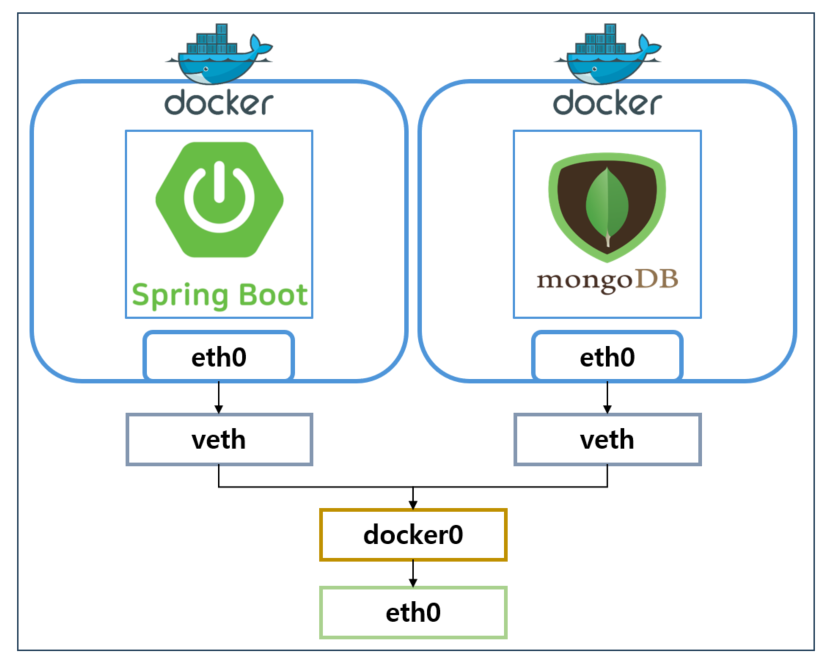 docker
docker
Spring Boot
mongoDB
eth0
eth0
veth
veth
docker0
eth0